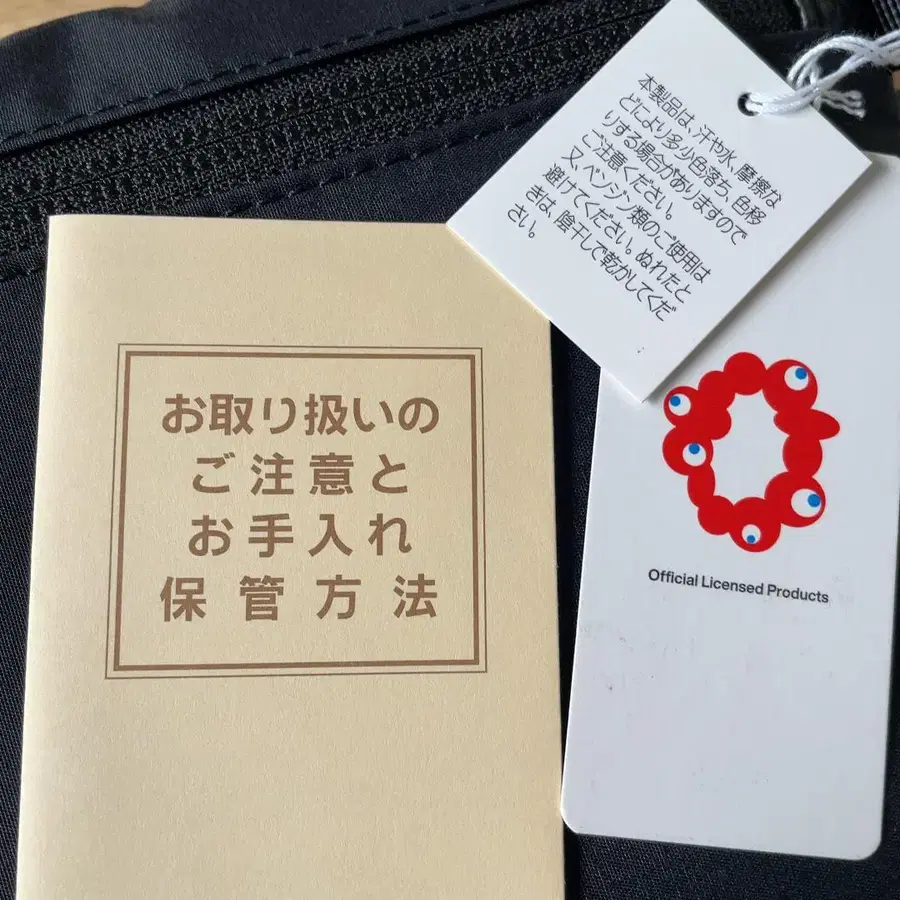 お取り扱いの
ご注意と
お手入れ
保管方法
本製品は、汗や水、摩擦な
どにより多少色落ち、色移
りする場合がありますので
ご注意ください。
又、ベンジン類のご使用は
避けてください。ぬれたと
きは、陰干しで乾かしてくだ
さい。
Official Licensed Products